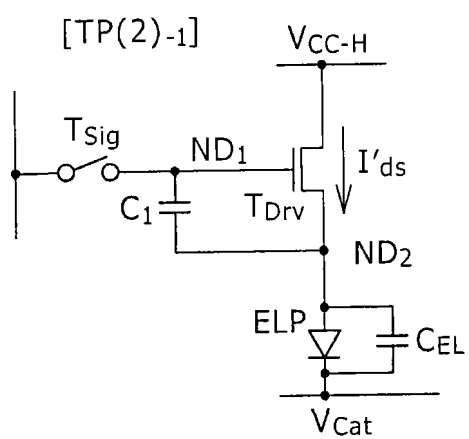 [TP(2)-1]
VCC-H
TSig
ND1
I'ds
C1
TDrv
ND2
ELP
CEL
VCat